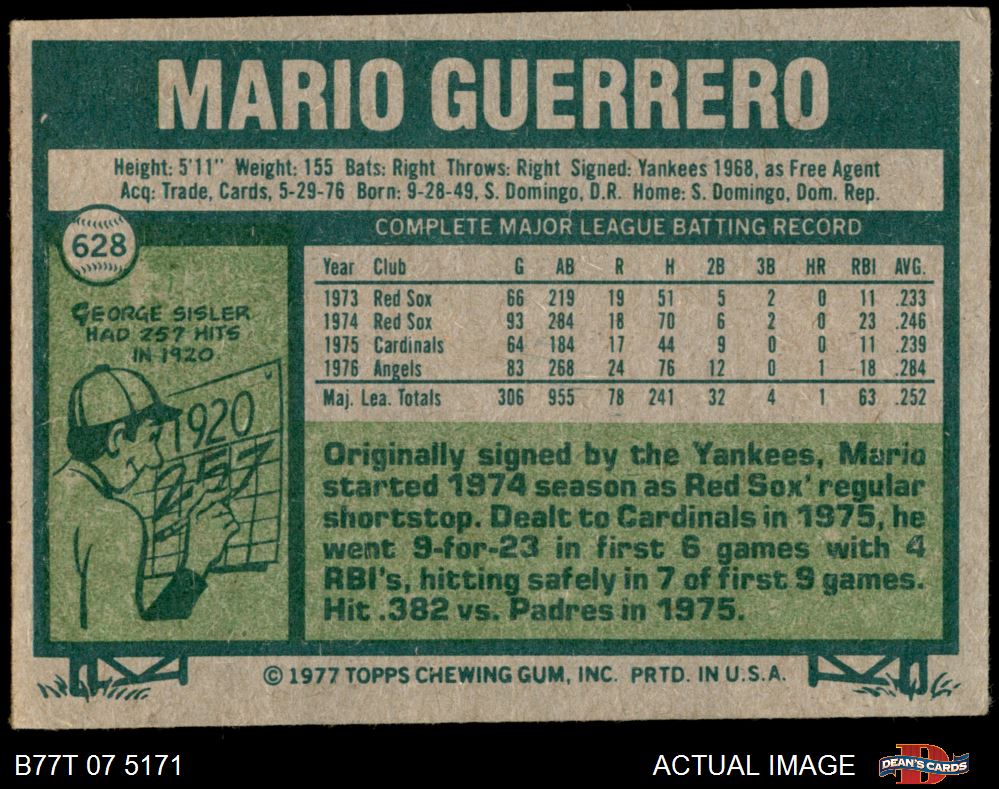 MARIO GUERRERO
Height: 5'11" Weight: 155 Bats: Right Throws: Right Signed: Yankees 1968, as Free Agent
Acq: Trade, Cards, 5-29-76 Born: 9-28-49, S. Domingo, D.R. Home: S. Domingo, Dom. Rep.
628
GEORGE SISLER
HAD 257 HITS
IN 1920
1920
257
COMPLETE MAJOR LEAGUE BATTING RECORD
Year Club G AB R H 2B 3B HR RBI AVG.
1973 Red Sox 66 219 19 51 5 2 0 11 .233
1974 Red Sox 93 284 18 70 6 2 0 23 .246
1975 Cardinals 64 184 17 44 9 0 0 11 .239
1976 Angels 83 268 24 76 12 0 1 18 .284
Maj. Lea. Totals 306 955 78 241 32 4 1 63 .252
Originally signed by the Yankees, Mario
started 1974 season as Red Sox' regular
shortstop. Dealt to Cardinals in 1975, he
went 9-for-23 in first 6 games with 4
RBI's, hitting safely in 7 of first 9 games.
Hit .382 vs. Padres in 1975.
© 1977 TOPPS CHEWING GUM, INC. PRTD. IN U.S.A.
B77T 07 5171
ACTUAL IMAGE
D
DEAN'S CARDS